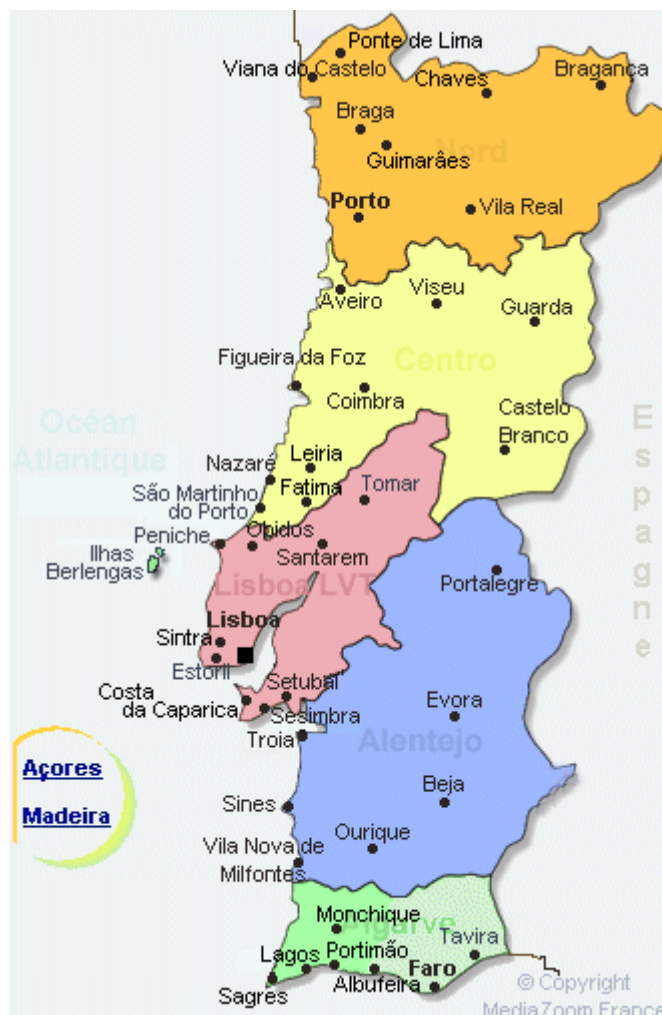 Ponte de Lima
Viana do Castelo
Chaves
Bragança
Braga
Nord
Guimarâes
Porto
Vila Real
Aveiro
Viseu
Guarda
Figueira da Foz
Centro
Coimbra
Castelo
Branco
Océan
Atlantique
Espagne
Nazaré
Leiria
Fatima
Tomar
São Martinho
do Porto
Peniche
Obidos
Santarem
Ilhas
Berlengas
Lisboa LVT
Portalegre
Lisboa
Sintra
Estoril
Setubal
Costa
da Caparica
Sesimbra
Evora
Troia
Alentejo
Açores
Madeira
Sines
Beja
Ourique
Vila Nova de
Milfontes
Monchique
Algarve
Tavira
Lagos
Portimão
Faro
Sagres
Albufeira
© Copyright
MediaZoom France